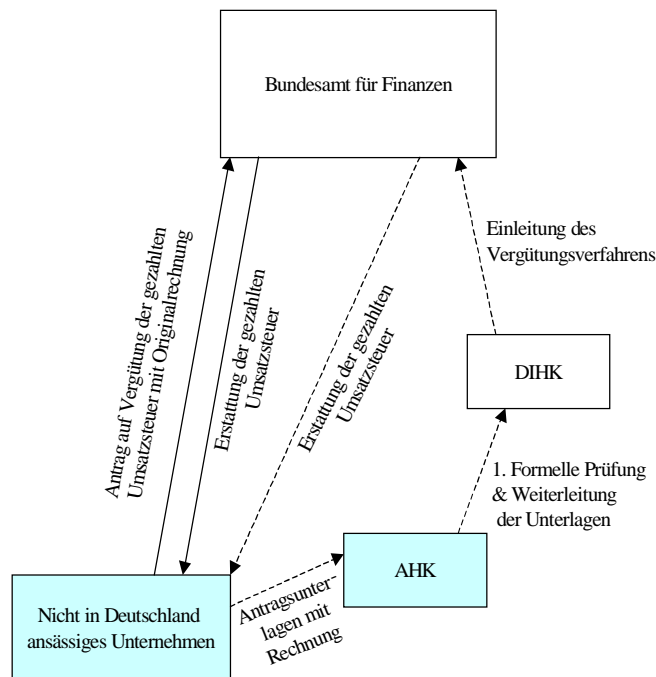 Bundesamt für Finanzen
Einleitung des
Vergütungsverfahrens
Antrag auf Vergütung der gezahlten
Umsatzsteuer mit Originalrechnung
Erstattung der gezahlten
Umsatzsteuer
Erstattung der gezahlten
Umsatzsteuer
DIHK
1. Formelle Prüfung
& Weiterleitung
der Unterlagen
AHK
Nicht in Deutschland
ansässiges Unternehmen
Antragsunter
lagen mit
Rechnung